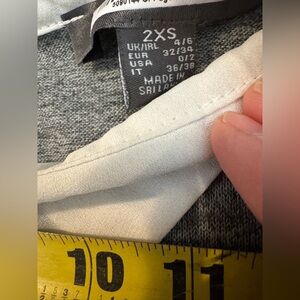 2XS
UK/IRL 4/6
EUR 32/34
USA 0/2
IT 36/38
MADE IN
10 11